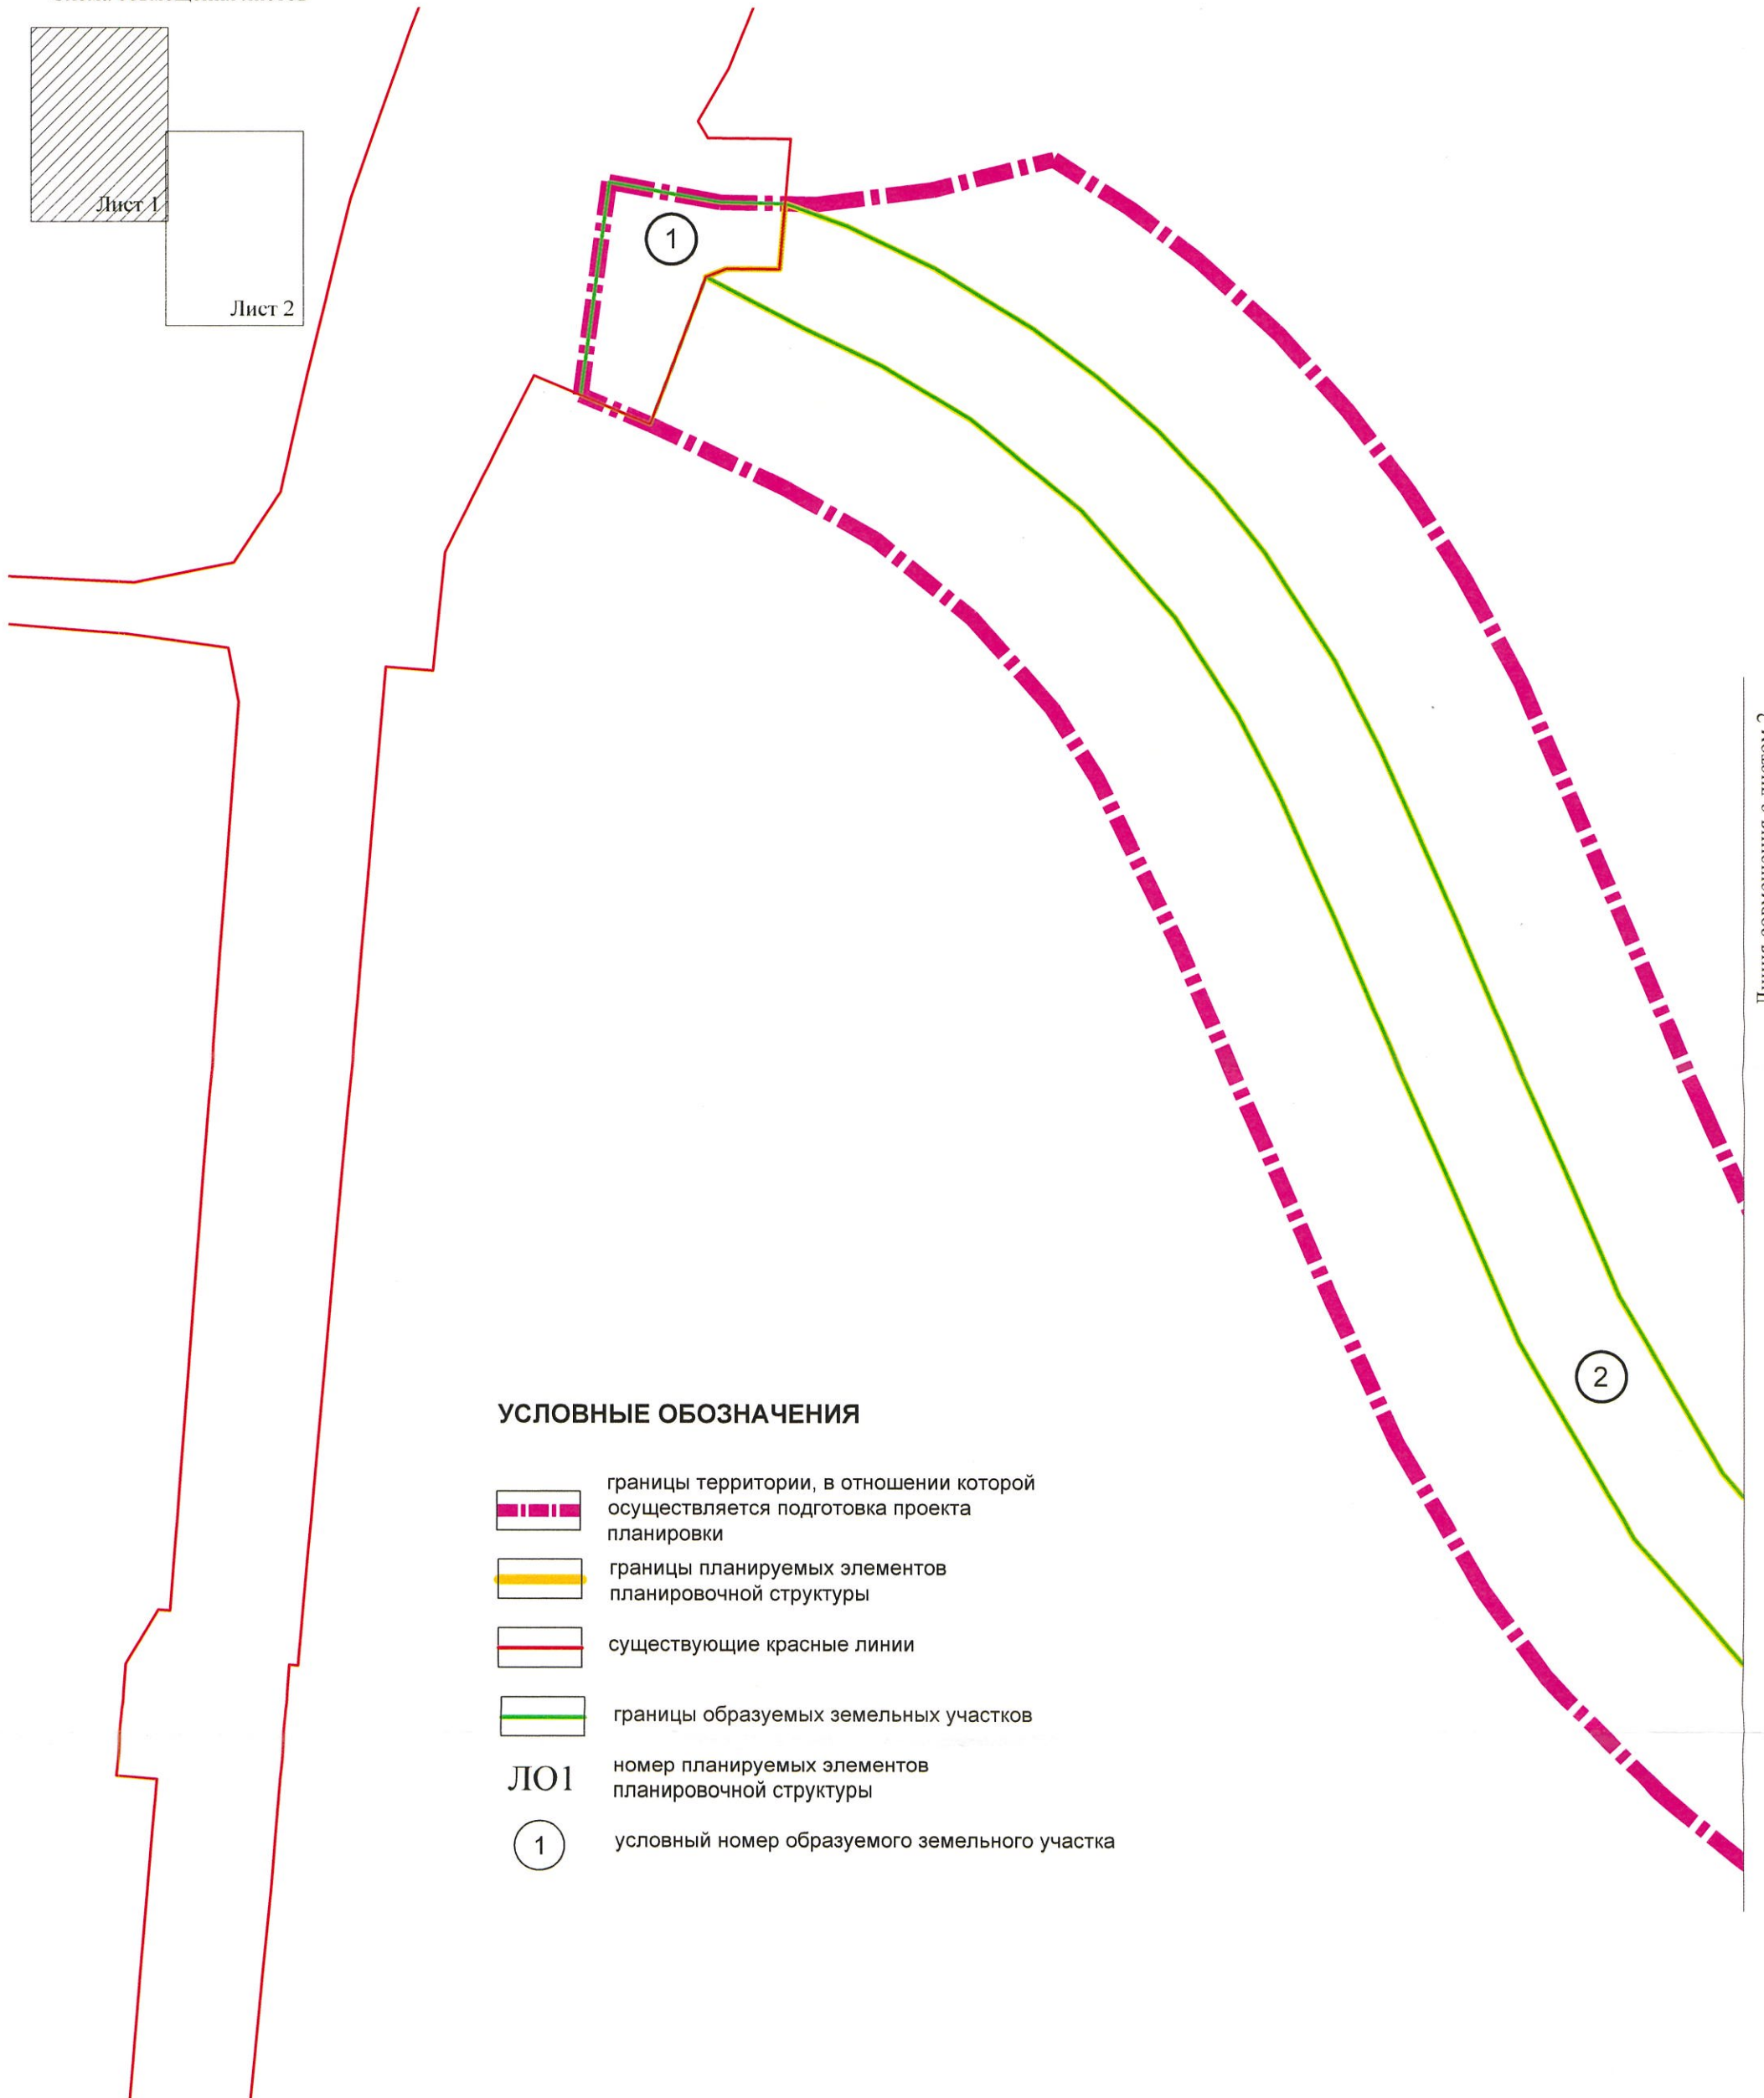 Лист 1
Лист 2
1
2
УСЛОВНЫЕ ОБОЗНАЧЕНИЯ
границы территории, в отношении которой
осуществляется подготовка проекта
планировки
границы планируемых элементов
планировочной структуры
существующие красные линии
границы образуемых земельных участков
ЛО1
номер планируемых элементов
планировочной структуры
1
условный номер образуемого земельного участка